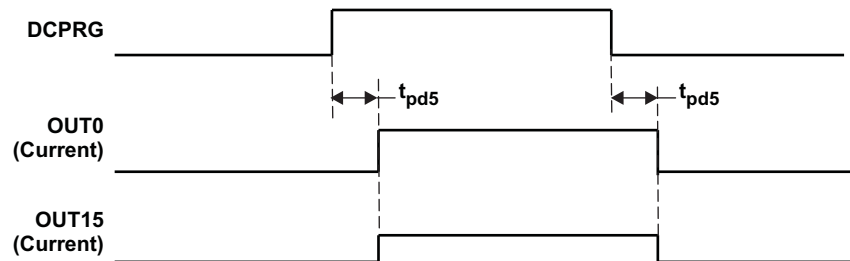 DCPRG
tpd5
tpd5
OUT0
(Current)
OUT15
(Current)